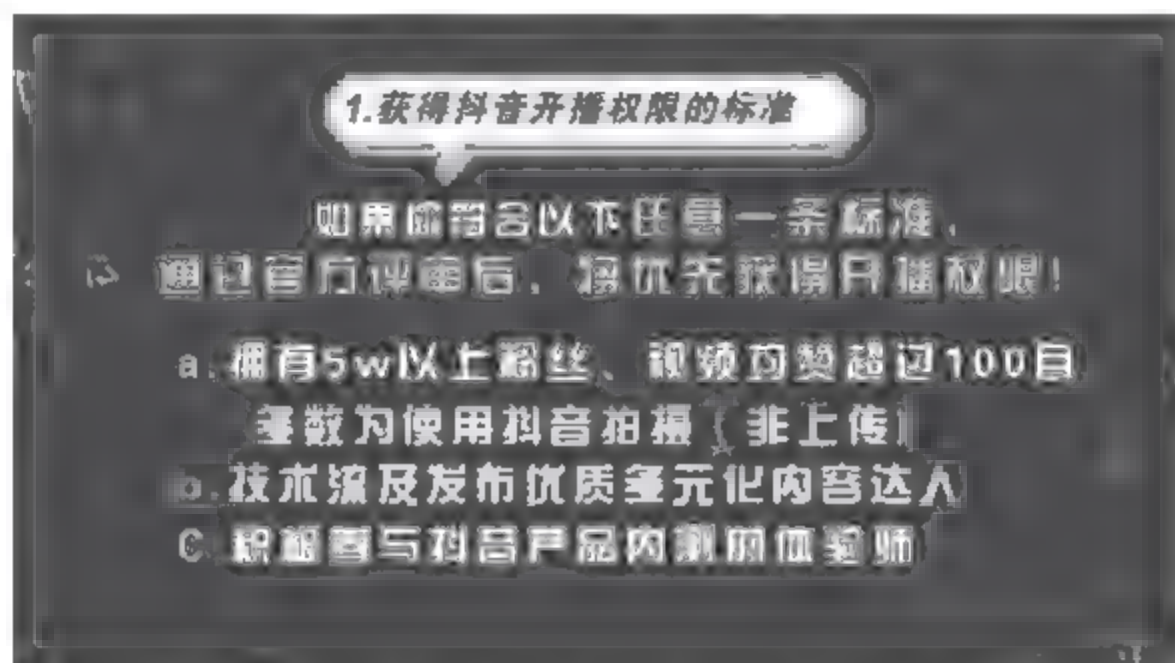 1.获得抖音开播权限的标准
如果你符合以下任意一条标准，
通过官方评审后，将优先获得开播权限！
a.拥有5w以上粉丝、视频均赞超过100且
多数为使用抖音拍摄（非上传）
b.技术流及发布优质多元化内容达人
c.积极参与抖音产品内测的体验师